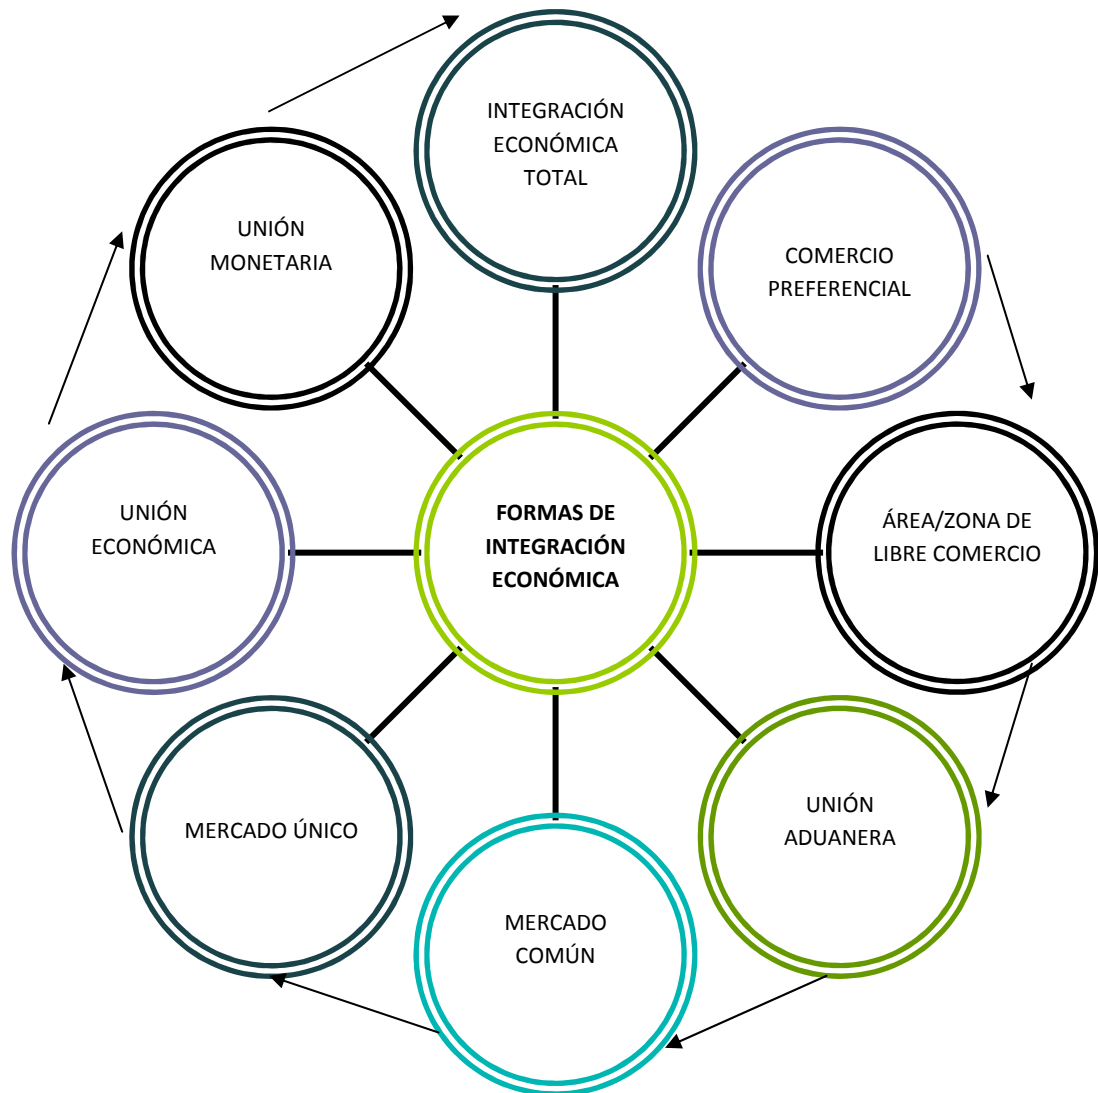 INTEGRACIÓN
ECONÓMICA
TOTAL
COMERCIO
PREFERENCIAL
ÁREA/ZONA DE
LIBRE COMERCIO
UNIÓN
ADUANERA
MERCADO
COMÚN
MERCADO ÚNICO
UNIÓN
ECONÓMICA
UNIÓN
MONETARIA
FORMAS DE
INTEGRACIÓN
ECONÓMICA